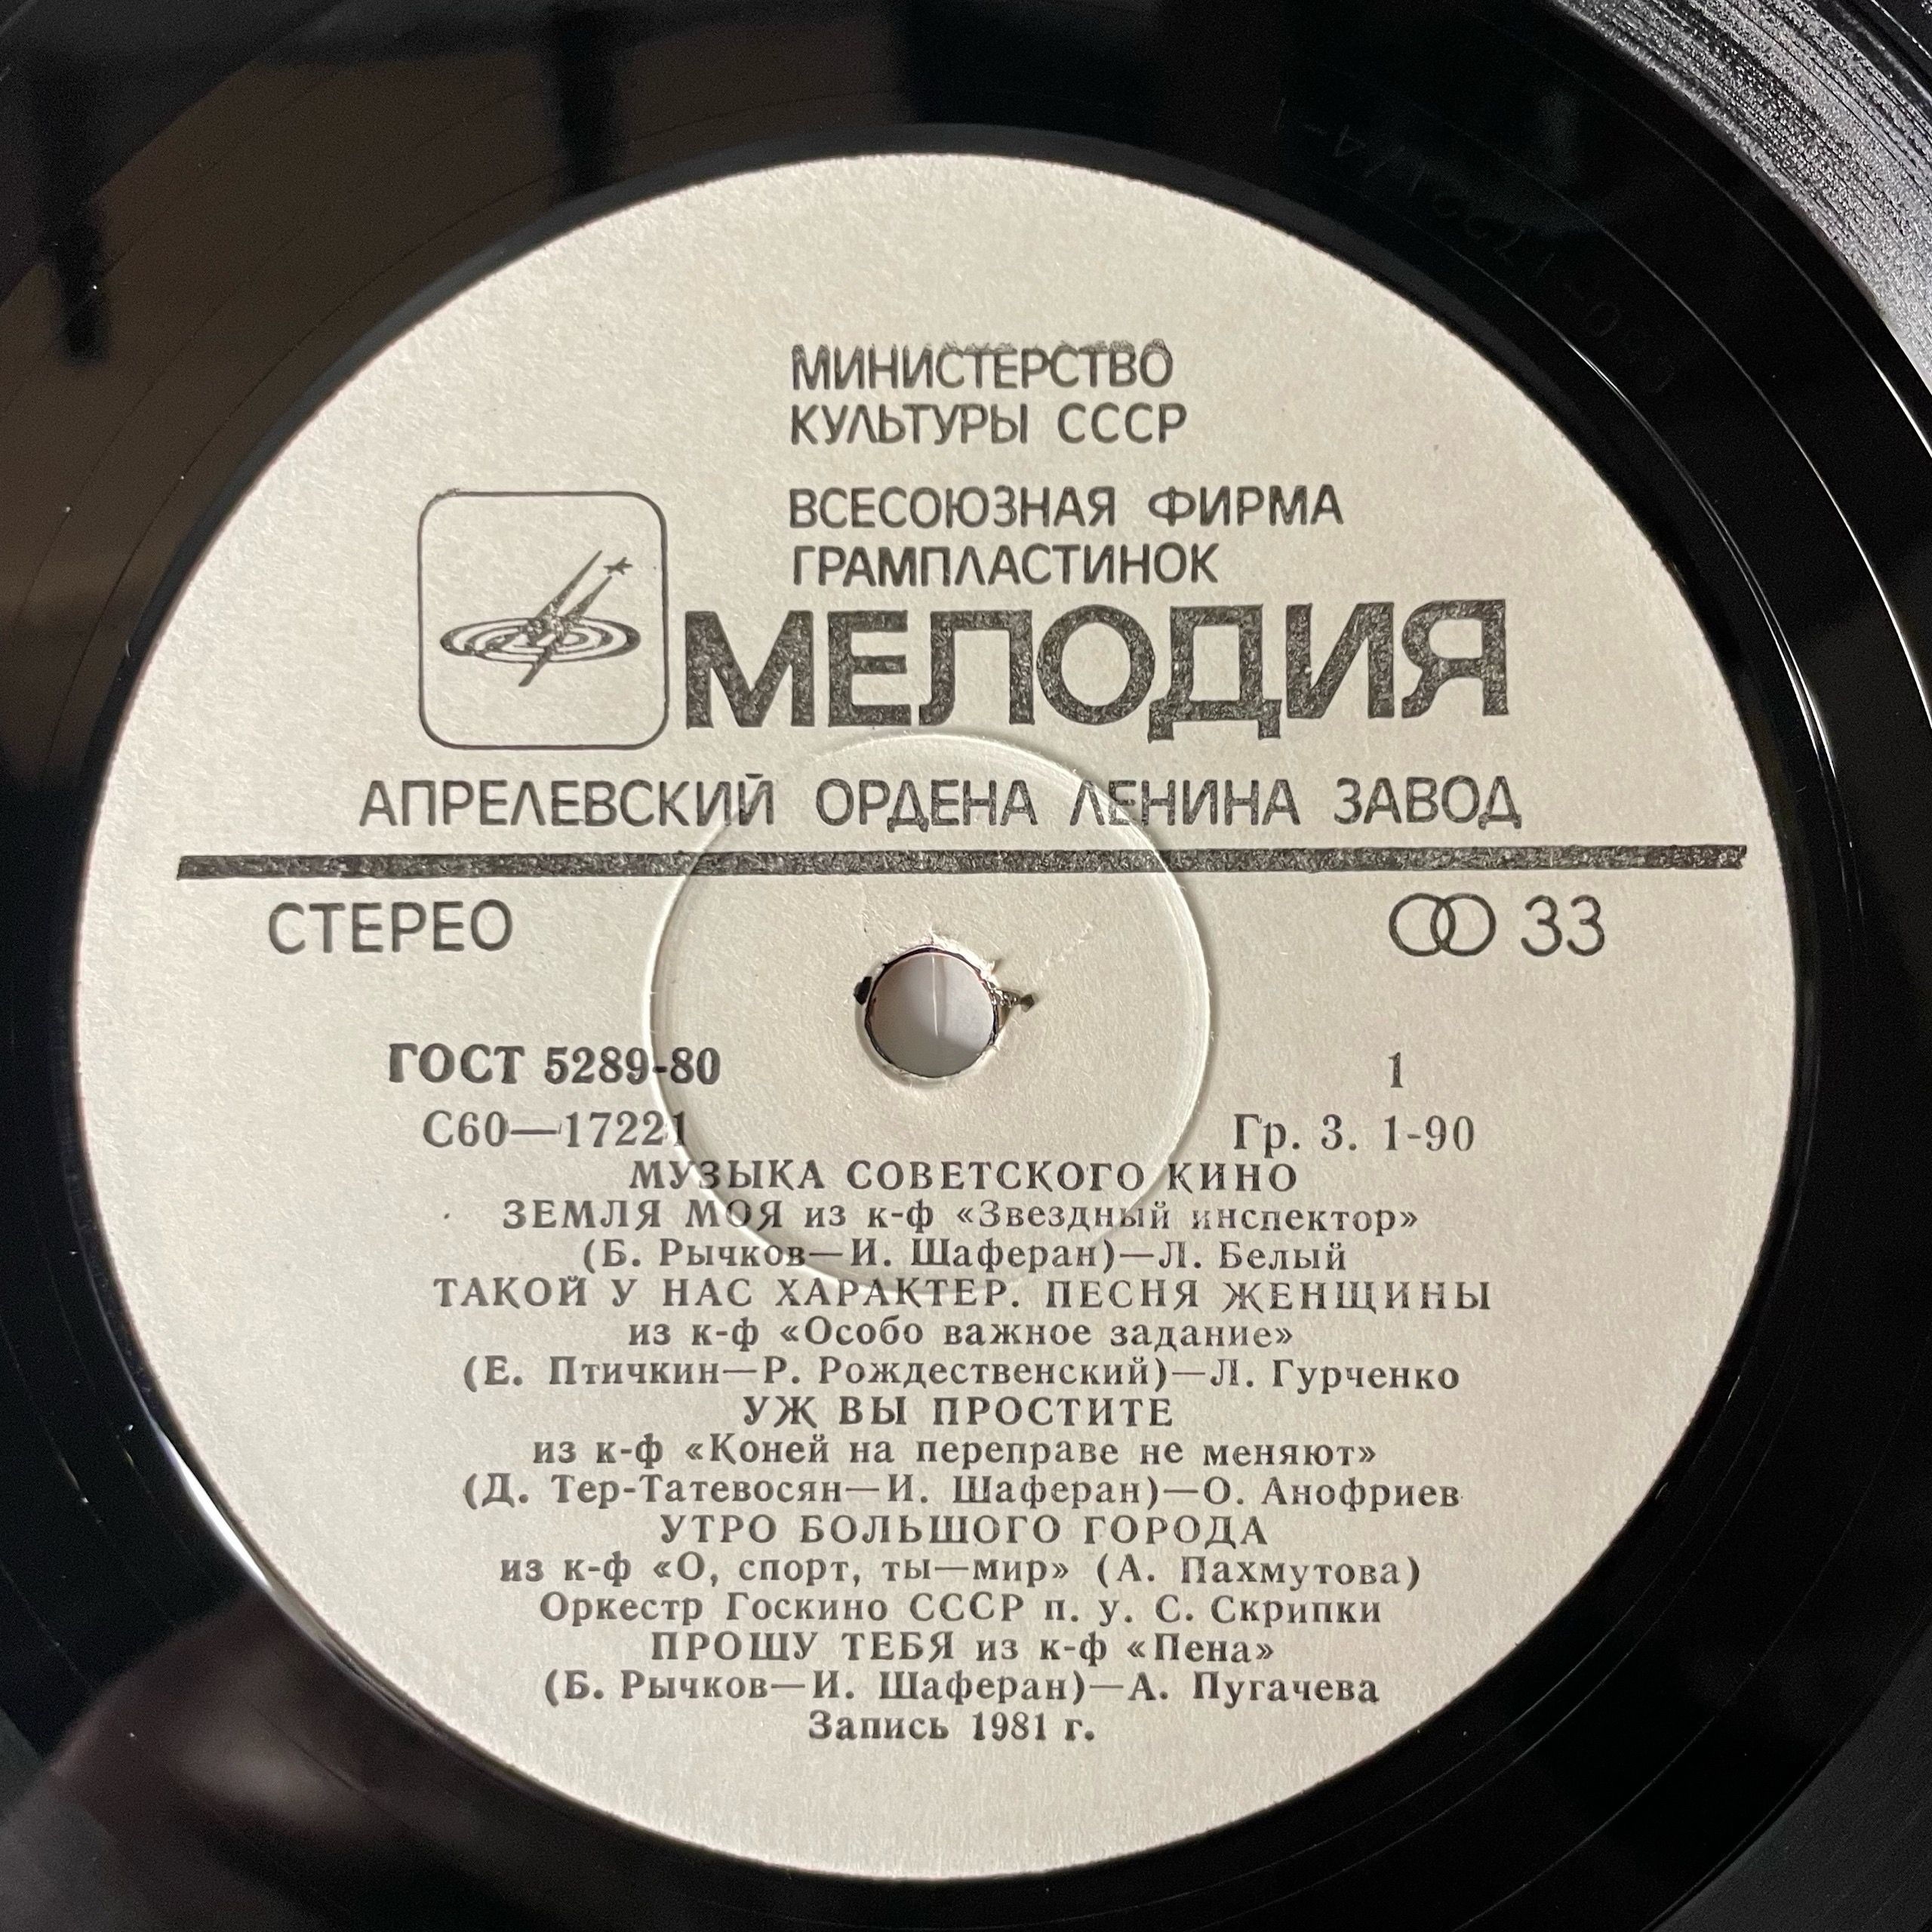 МИНИСТЕРСТВО
КУЛЬТУРЫ СССР
ВСЕСОЮЗНАЯ ФИРМА
ГРАМПЛАСТИНОК
МЕЛОДИЯ
АПРЕЛЕВСКИЙ ОРДЕНА ЛЕНИНА ЗАВОД
СТЕРЕО 33
ГОСТ 5289-80 1
С60—17221 Гр. 3. 1-90
МУЗЫКА СОВЕТСКОГО КИНО
ЗЕМЛЯ МОЯ из к-ф «Звездный инспектор»
(Б. Рычков—И. Шаферан)—Л. Белый
ТАКОЙ У НАС ХАРАКТЕР. ПЕСНЯ ЖЕНЩИНЫ
из к-ф «Особо важное задание»
(Е. Птичкин—Р. Рождественский)—Л. Гурченко
УЖ ВЫ ПРОСТИТЕ
из к-ф «Коней на переправе не меняют»
(Д. Тер-Татевосян—И. Шаферан)—О. Анофриев
УТРО БОЛЬШОГО ГОРОДА
из к-ф «О, спорт, ты—мир» (А. Пахмутова)
Оркестр Госкино СССР п. у. С. Скрипки
ПРОШУ ТЕБЯ из к-ф «Пена»
(Б. Рычков—И. Шаферан)—А. Пугачева
Запись 1981 г.